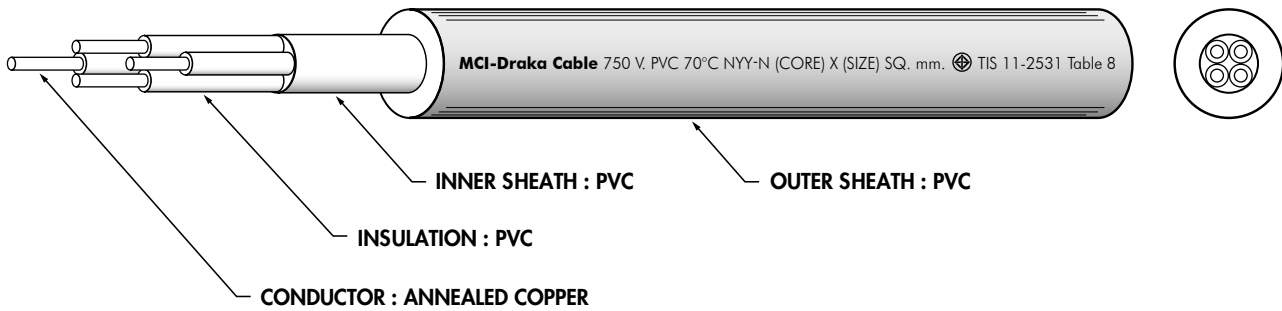 MCI-Draka Cable 750 V. PVC 70°C NYY-N (CORE) X (SIZE) SQ. mm. TIS 11-2531 Table 8
INNER SHEATH : PVC
OUTER SHEATH : PVC
INSULATION : PVC
CONDUCTOR : ANNEALED COPPER